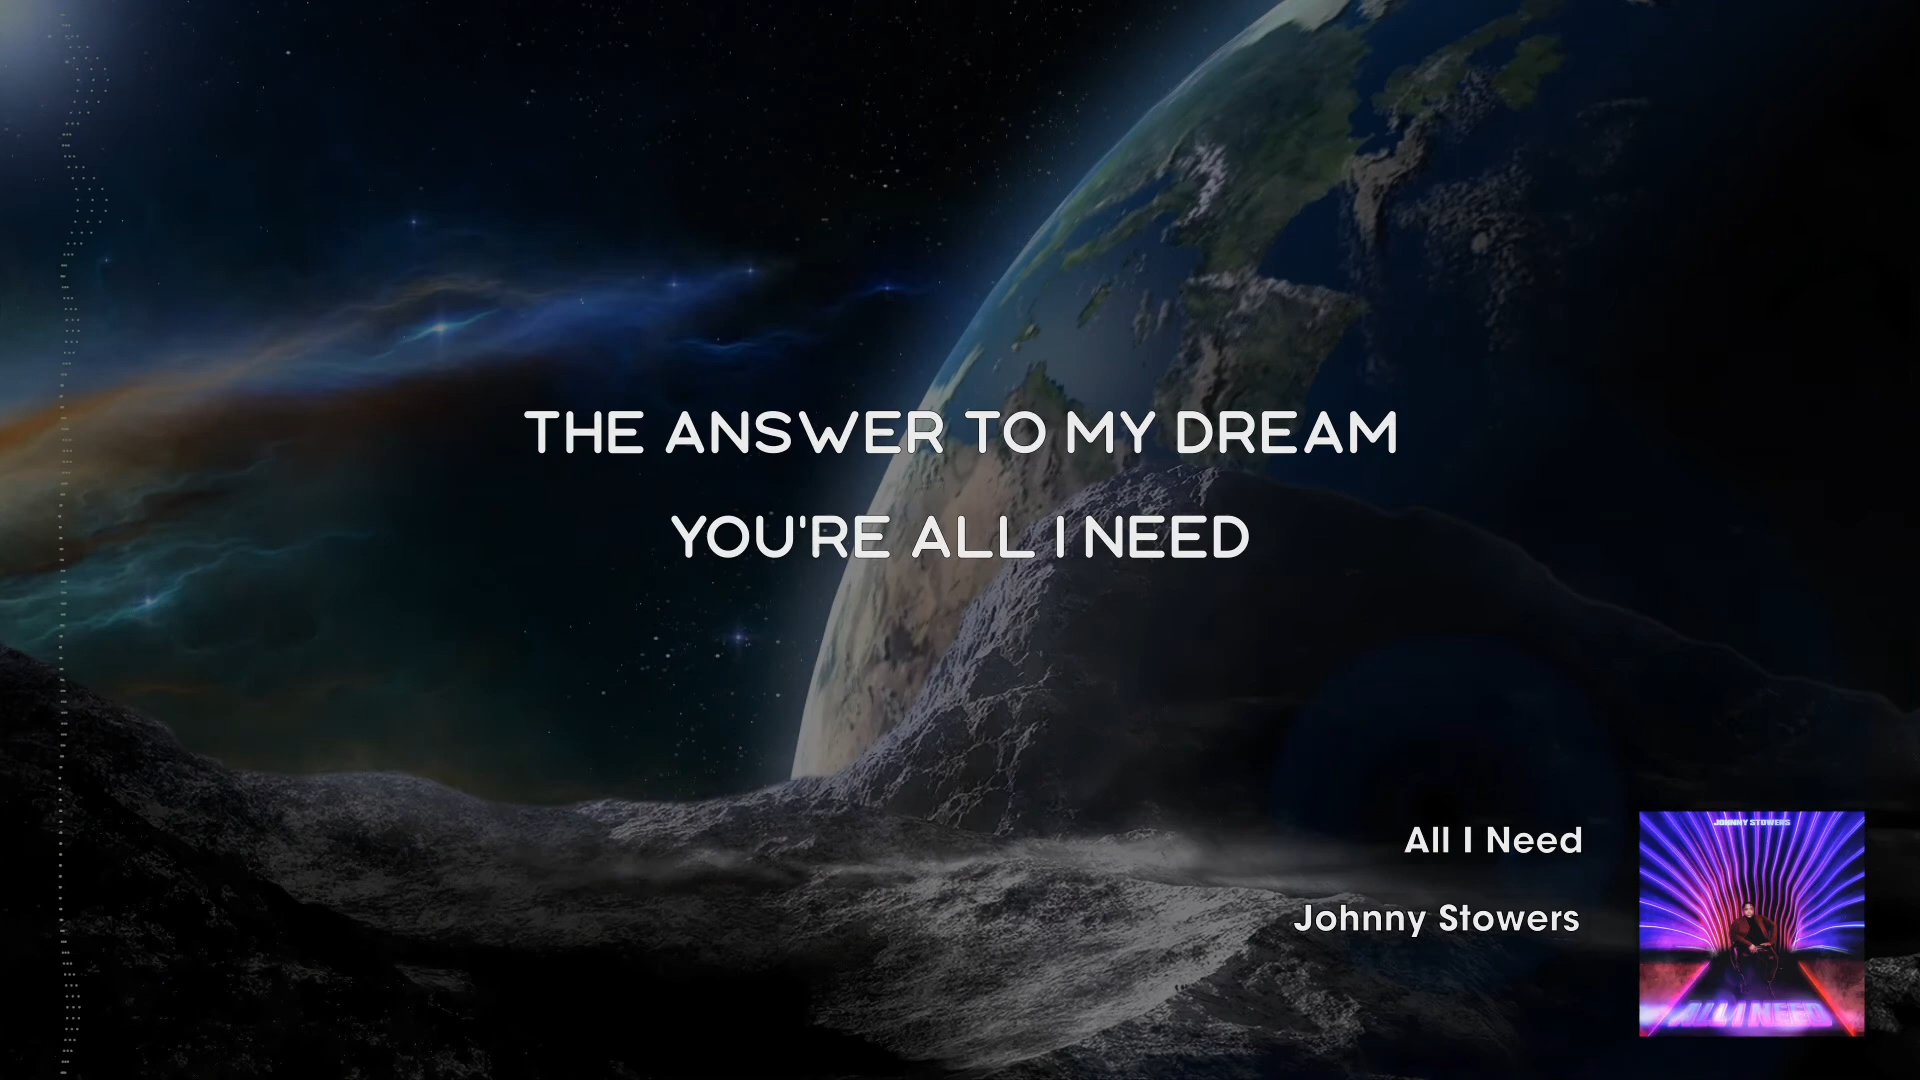 THE ANSWER TO MY DREAM
YOU'RE ALL I NEED
All I Need
Johnny Stowers
JOHNNY STOWERS
ALL I NEED